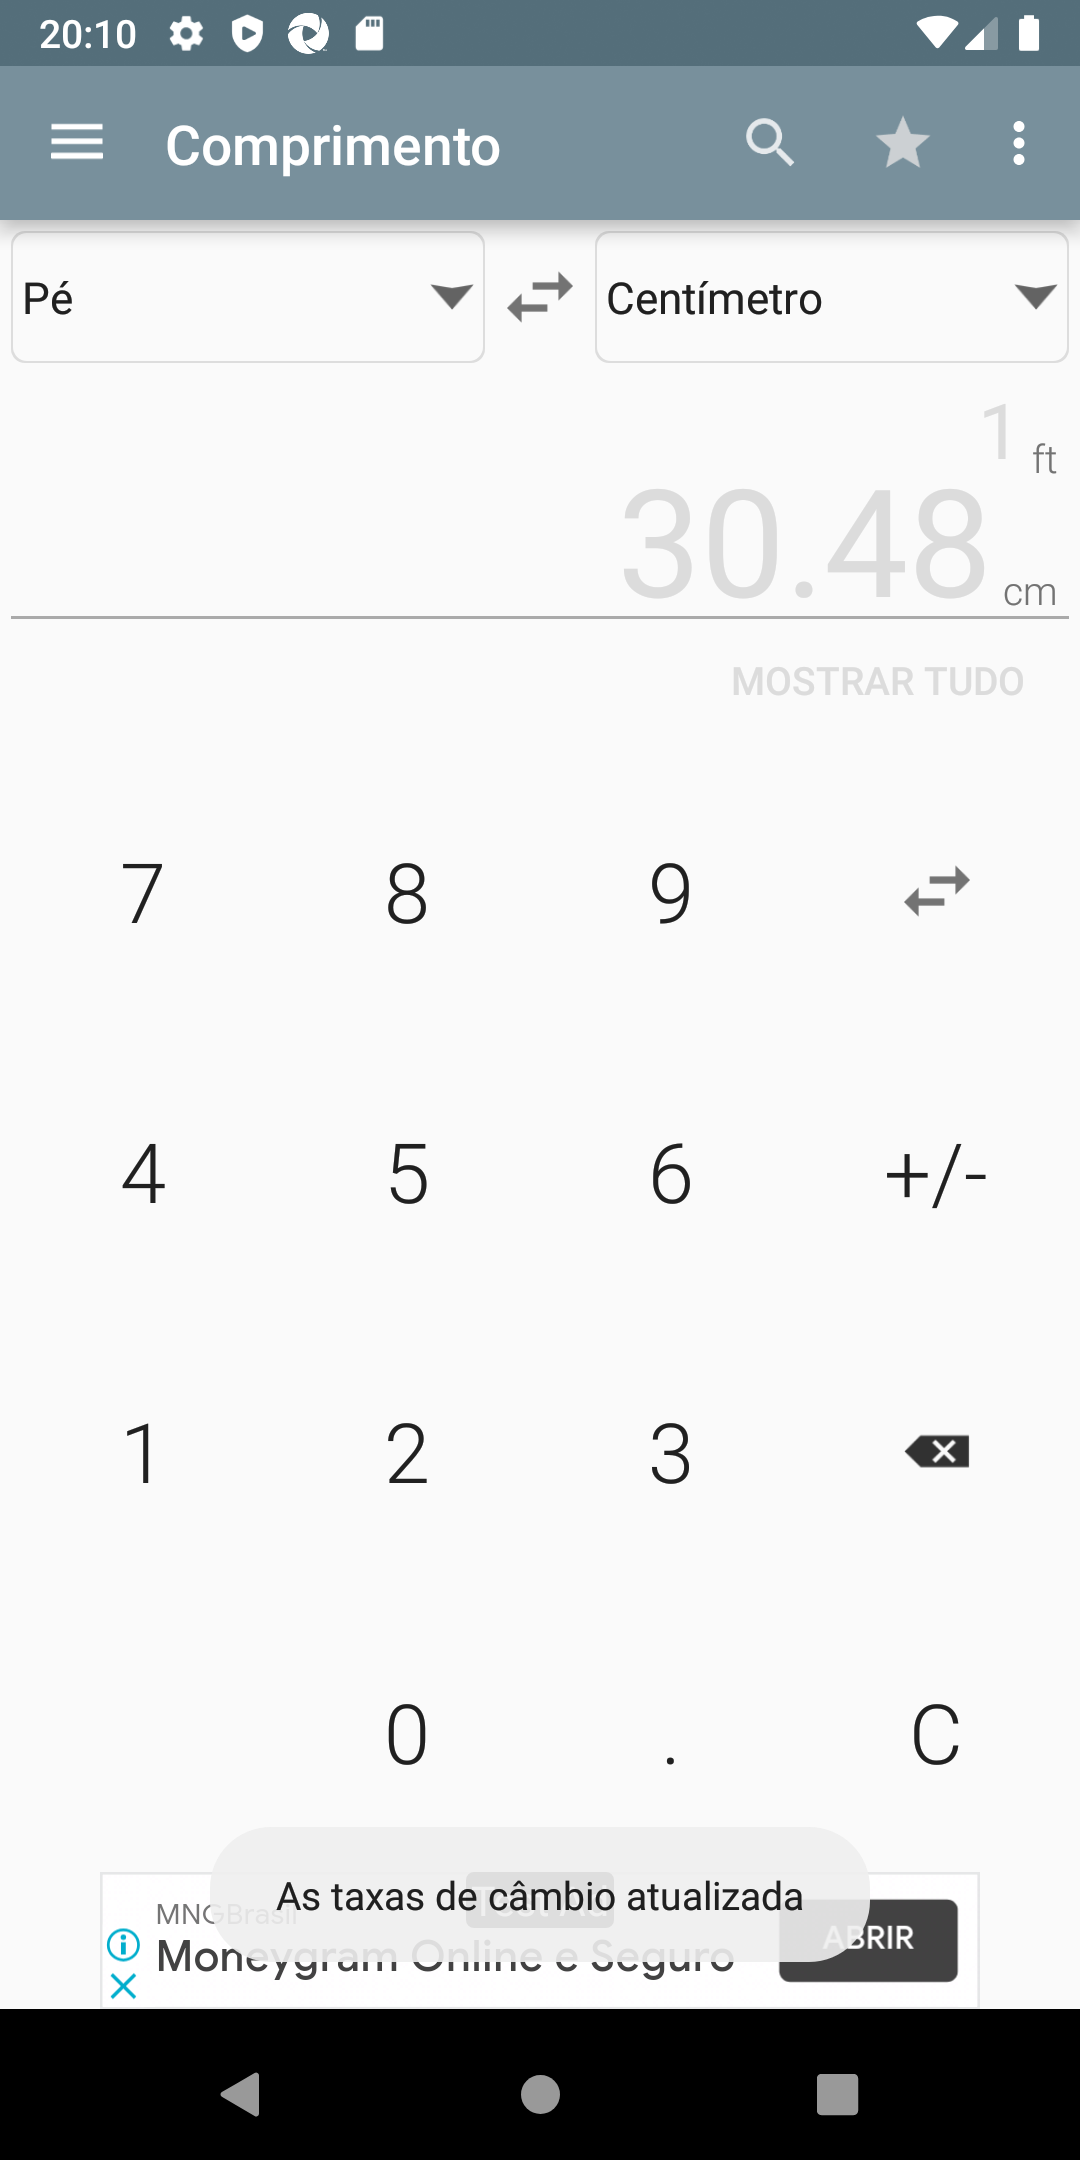 20:10
Comprimento
Pé
Centímetro
1 ft
30.48 cm
MOSTRAR TUDO
7 8 9
4 5 6 +/-
1 2 3
0 . C
As taxas de câmbio atualizada
MNGBrasil
Moneygram Online e Seguro
ABRIR